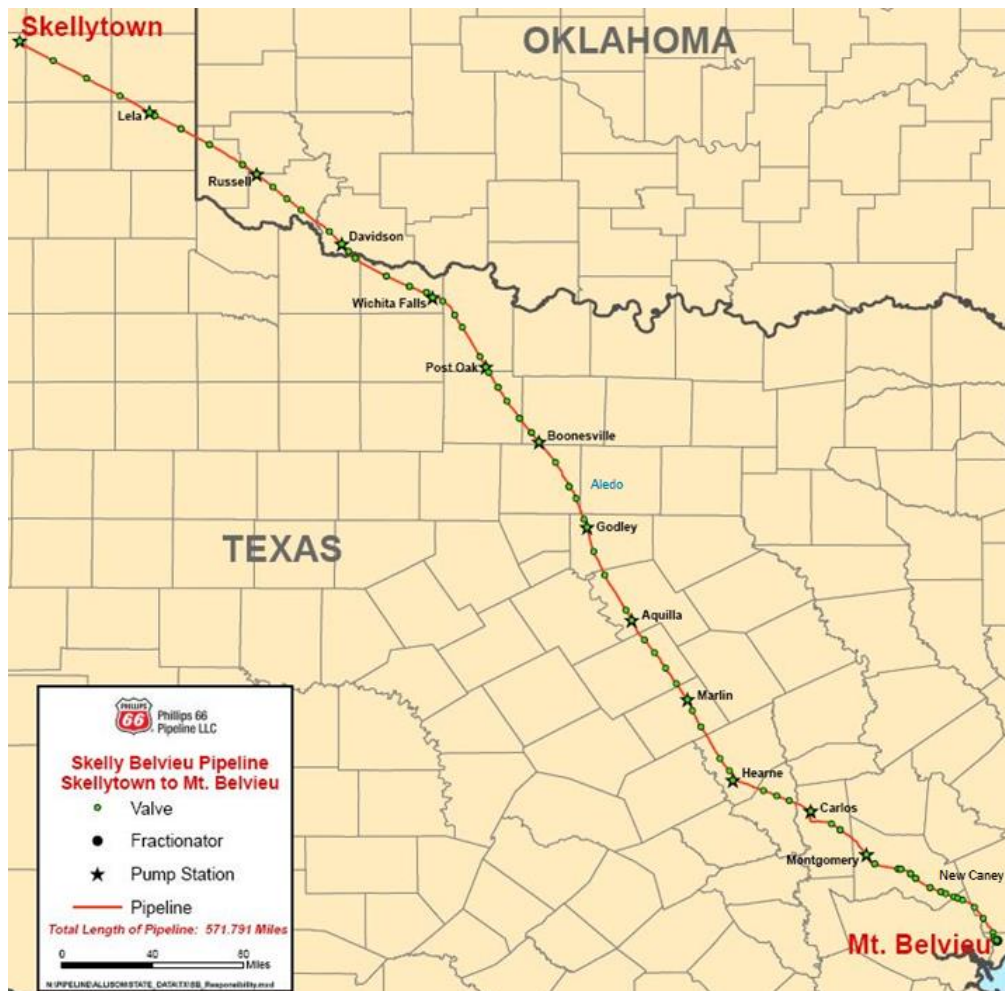 Skellytown
OKLAHOMA
Lela
Russell
Davidson
Wichita Falls
Post Oak
Boonesville
Aledo
Godley
TEXAS
Aquilla
Marlin
Hearne
Carlos
Montgomery
New Caney
Mt. Belvieu
PHILLIPS
66
Phillips 66
Pipeline LLC
Skelly Belvieu Pipeline
Skellytown to Mt. Belvieu
Valve
Fractionator
Pump Station
Pipeline
Total Length of Pipeline: 571.791 Miles
0 40 80
Miles